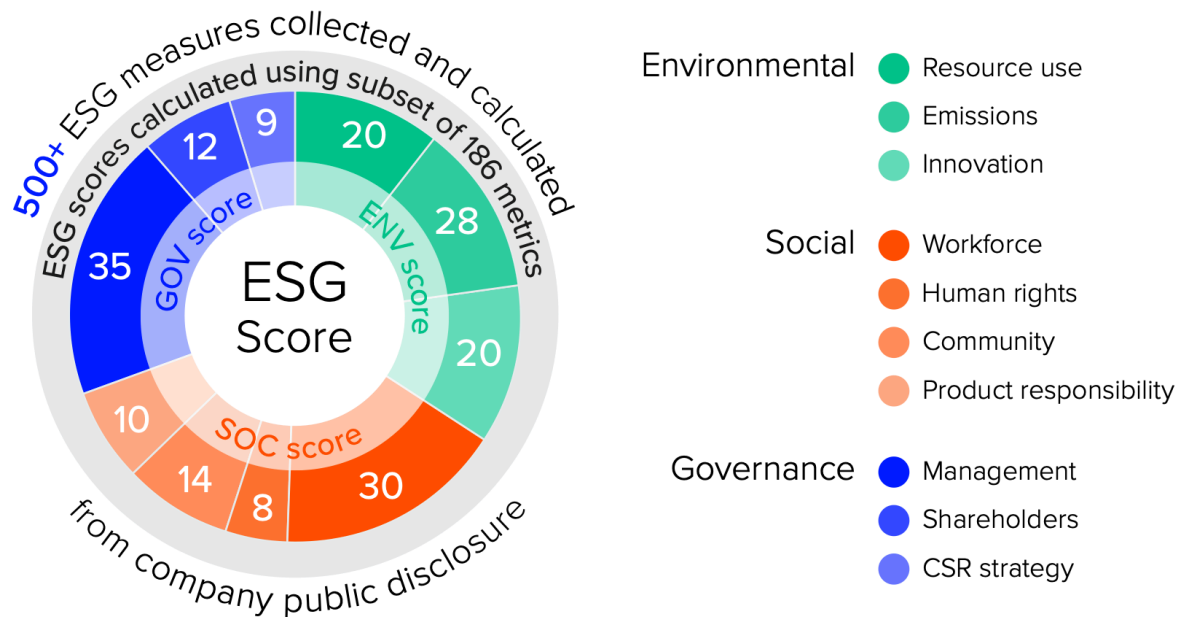 500+ ESG measures collected and calculated
ESG scores calculated using subset of 186 metrics
20
28
20
30
8
14
10
35
12
9
ENV score
SOC score
GOV score
ESG
Score
from company public disclosure
Environmental
Resource use
Emissions
Innovation
Social
Workforce
Human rights
Community
Product responsibility
Governance
Management
Shareholders
CSR strategy